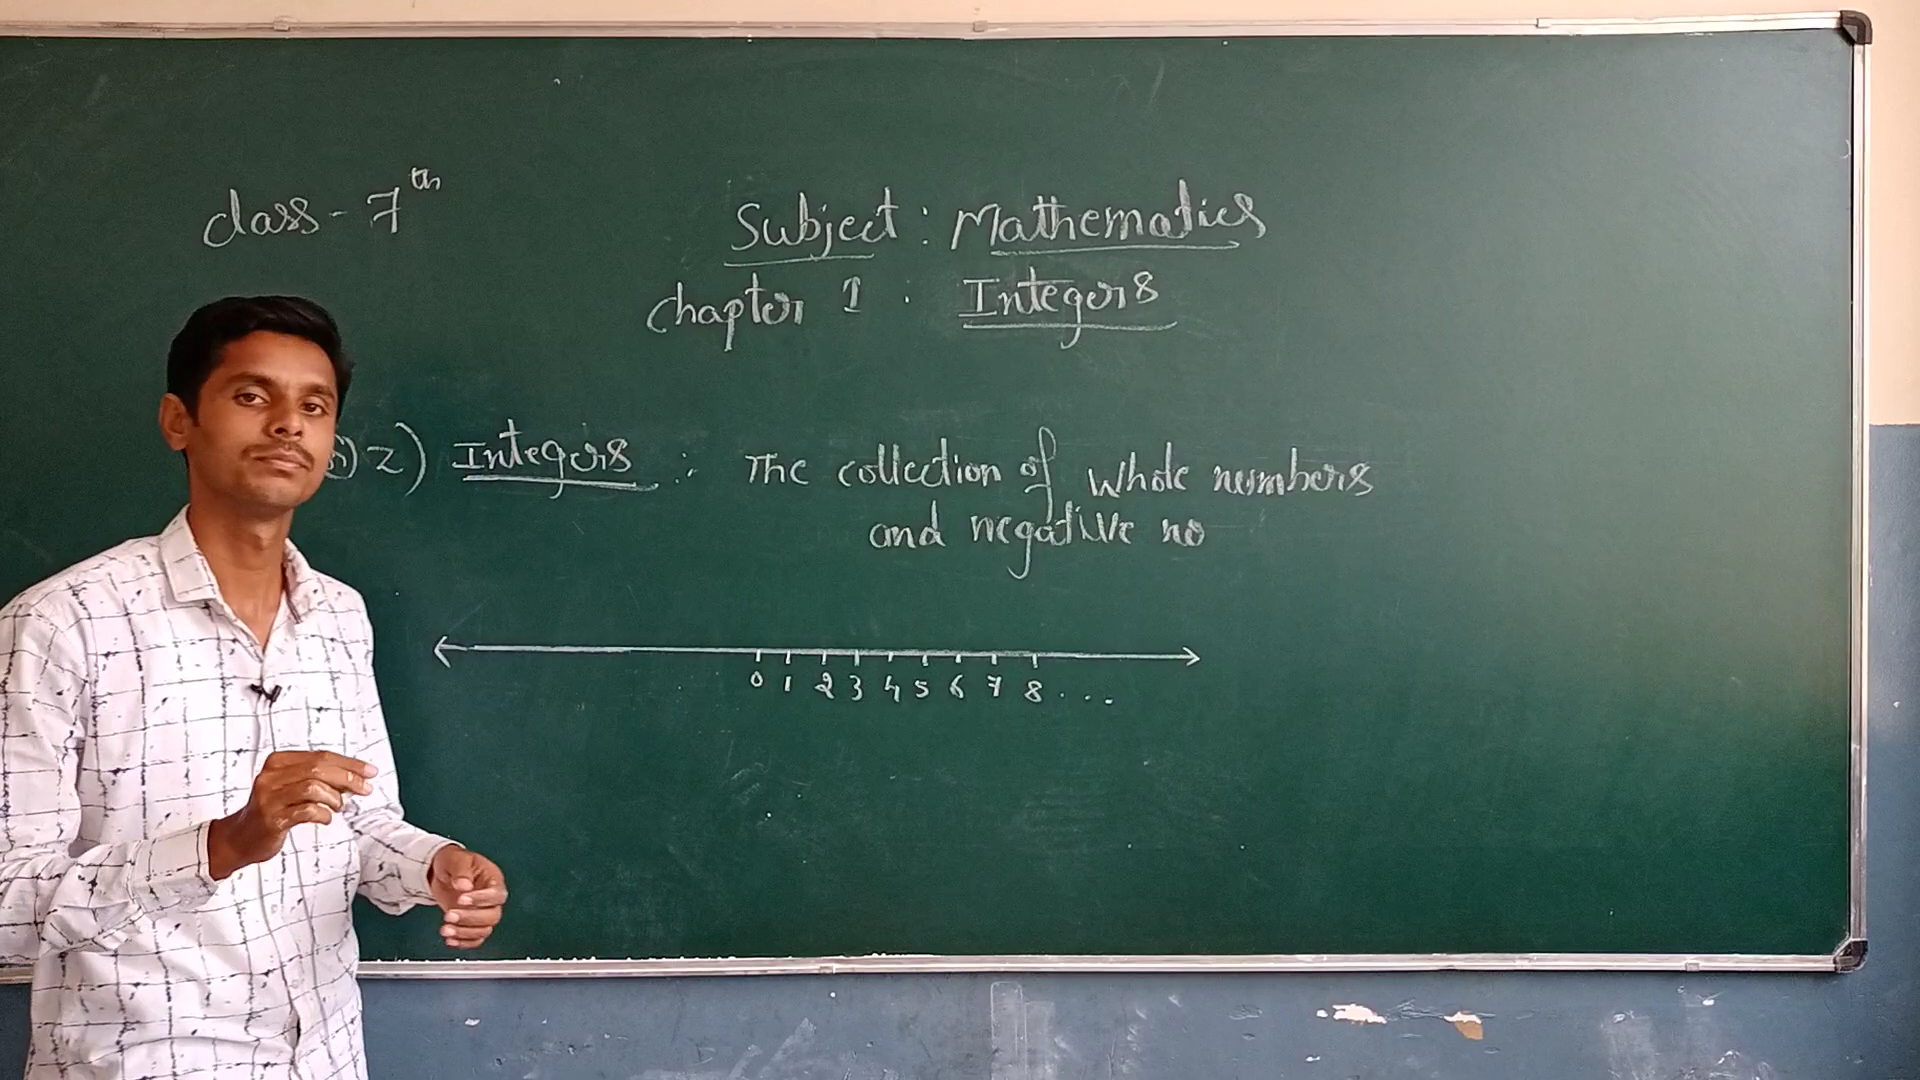 class - 7th
Subject : Mathematics
Chapter 1 : Integers
z) Integers : The collection of whole numbers
and negative no
0 1 2 3 4 5 6 7 8 . . .